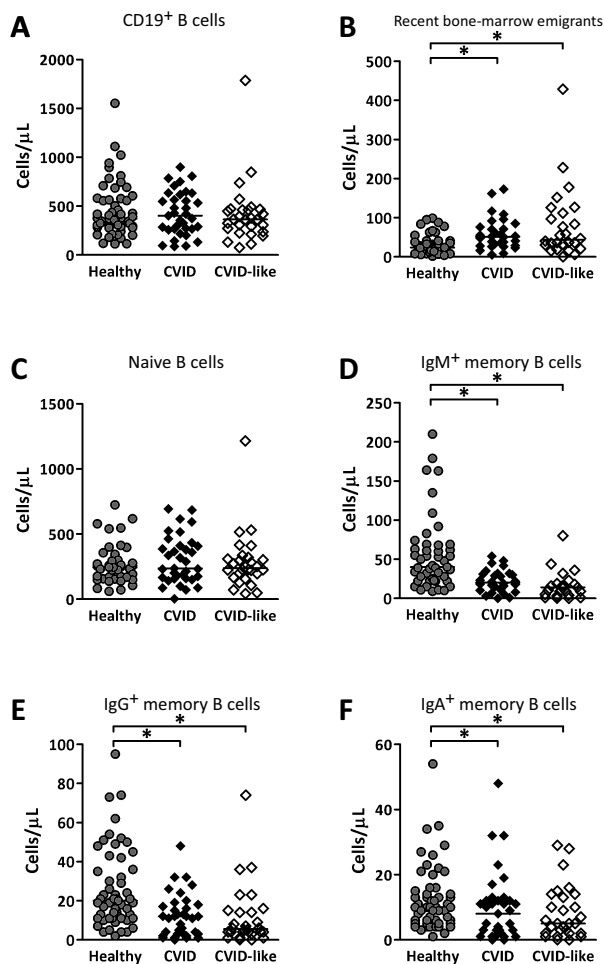 A
CD19+ B cells
Cells/µL
2000
1500
1000
500
0
Healthy CVID CVID-like
B
Recent bone-marrow emigrants
*
*
Cells/µL
500
400
300
200
100
0
Healthy CVID CVID-like
C
Naive B cells
Cells/µL
1500
1000
500
0
Healthy CVID CVID-like
D
IgM+ memory B cells
*
*
Cells/µL
250
200
150
100
50
0
Healthy CVID CVID-like
E
IgG+ memory B cells
*
*
Cells/µL
100
80
60
40
20
0
Healthy CVID CVID-like
F
IgA+ memory B cells
*
*
Cells/µL
60
40
20
0
Healthy CVID CVID-like